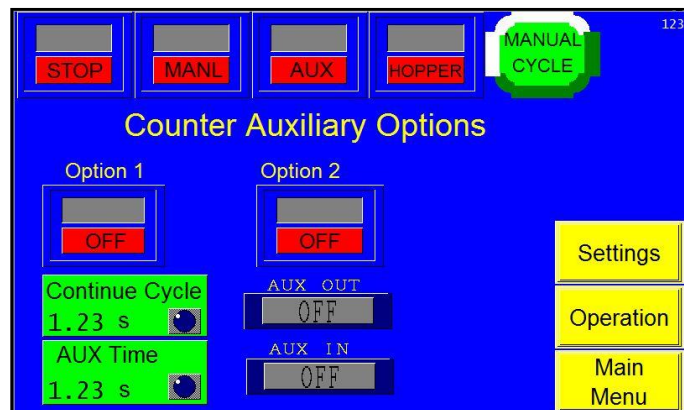 STOP
MANL
AUX
HOPPER
MANUAL
CYCLE
123
Counter Auxiliary Options
Option 1
Option 2
OFF
OFF
Continue Cycle
1.23 s
AUX OUT
OFF
AUX Time
1.23 s
AUX IN
OFF
Settings
Operation
Main
Menu